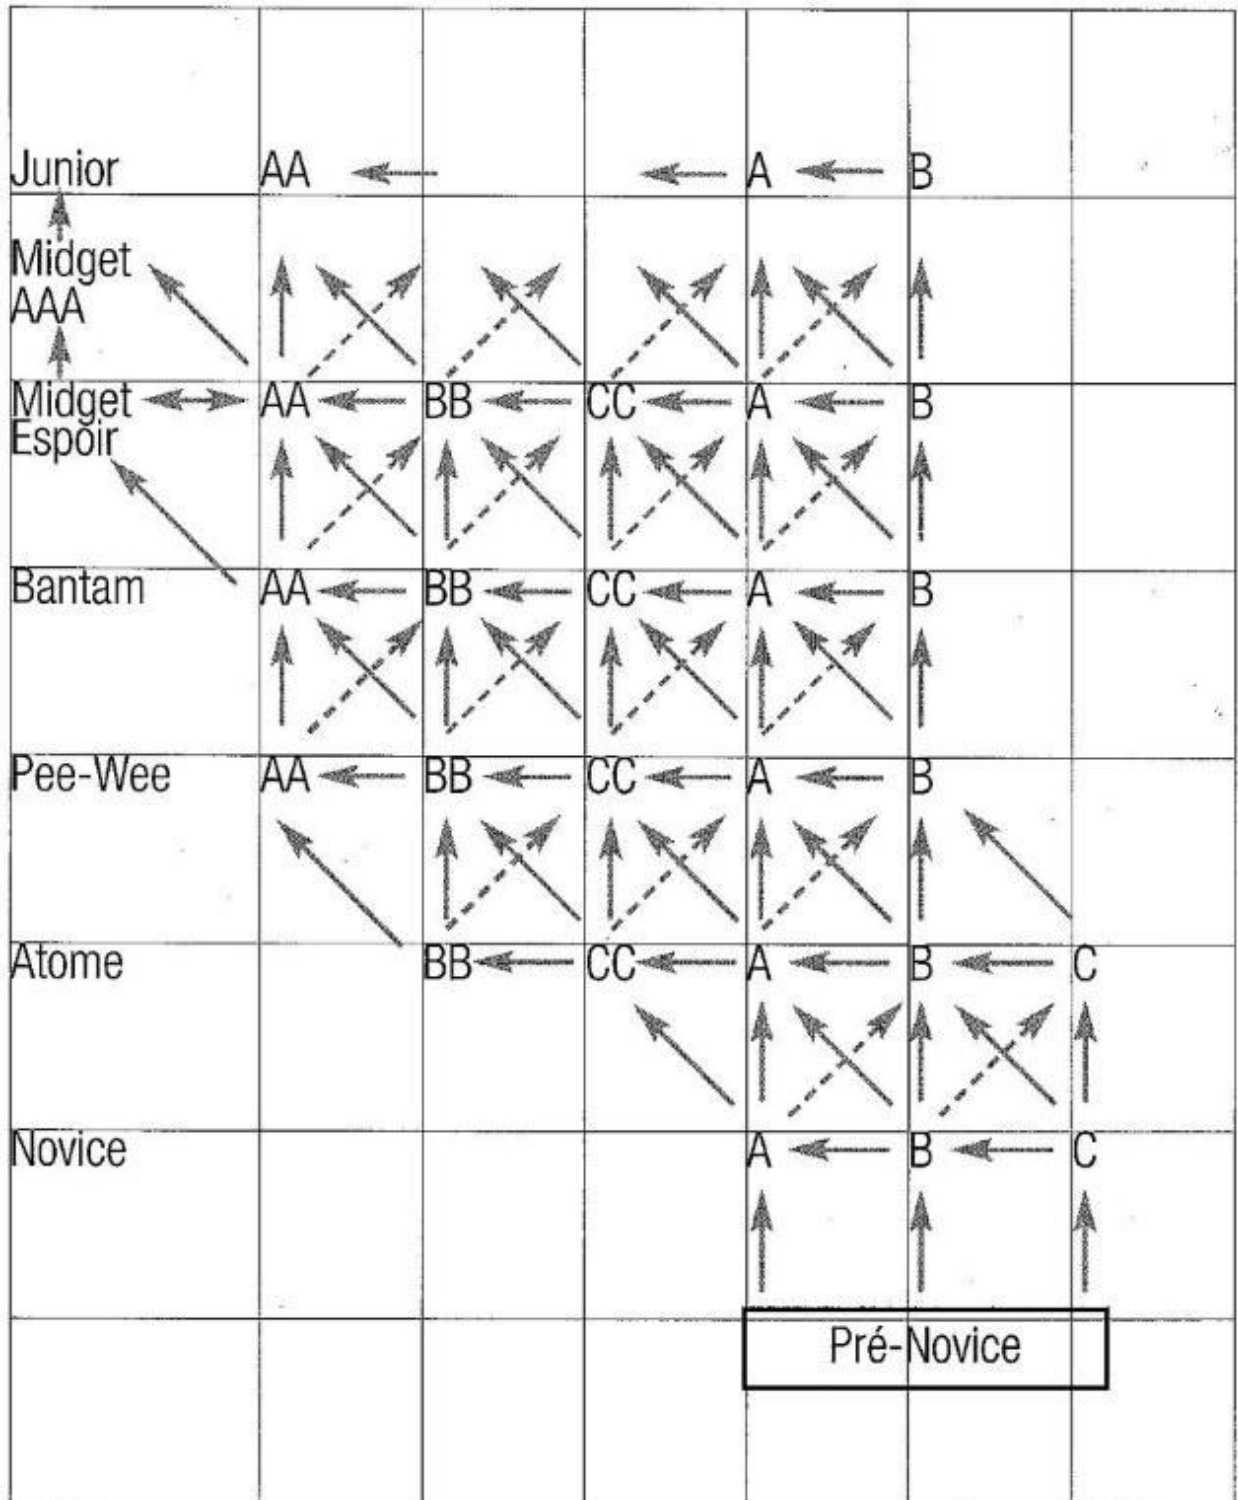 Junior AA A B
Midget
AAA
Midget AA BB CC A B
Espoir
Bantam AA BB CC A B
Pee-Wee AA BB CC A B
Atome BB CC A B C
Novice A B C
Pré-Novice